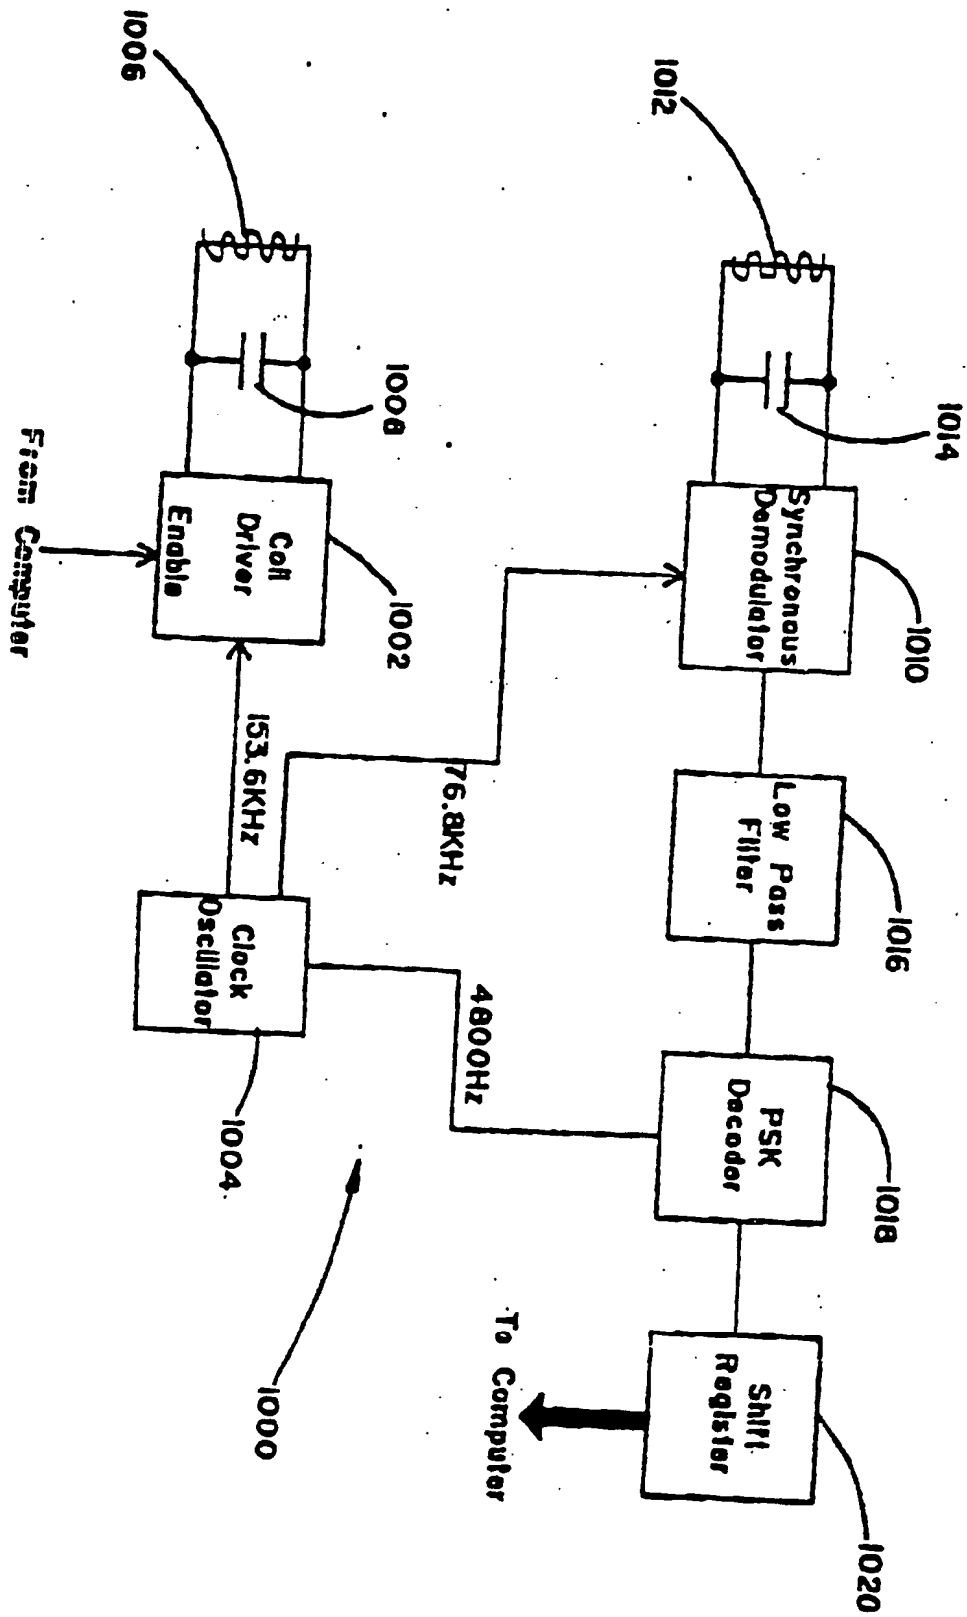 1012
1014
Synchronous
Demodulator
1010
Low Pass
Filter
1016
PSK
Decoder
1018
Shift
Register
1020
To Computer
76.8KHz
4800Hz
1006
1008
Coil
Driver
Enable
1002
From Computer
153.6KHz
Clock
Oscillator
1004
1000